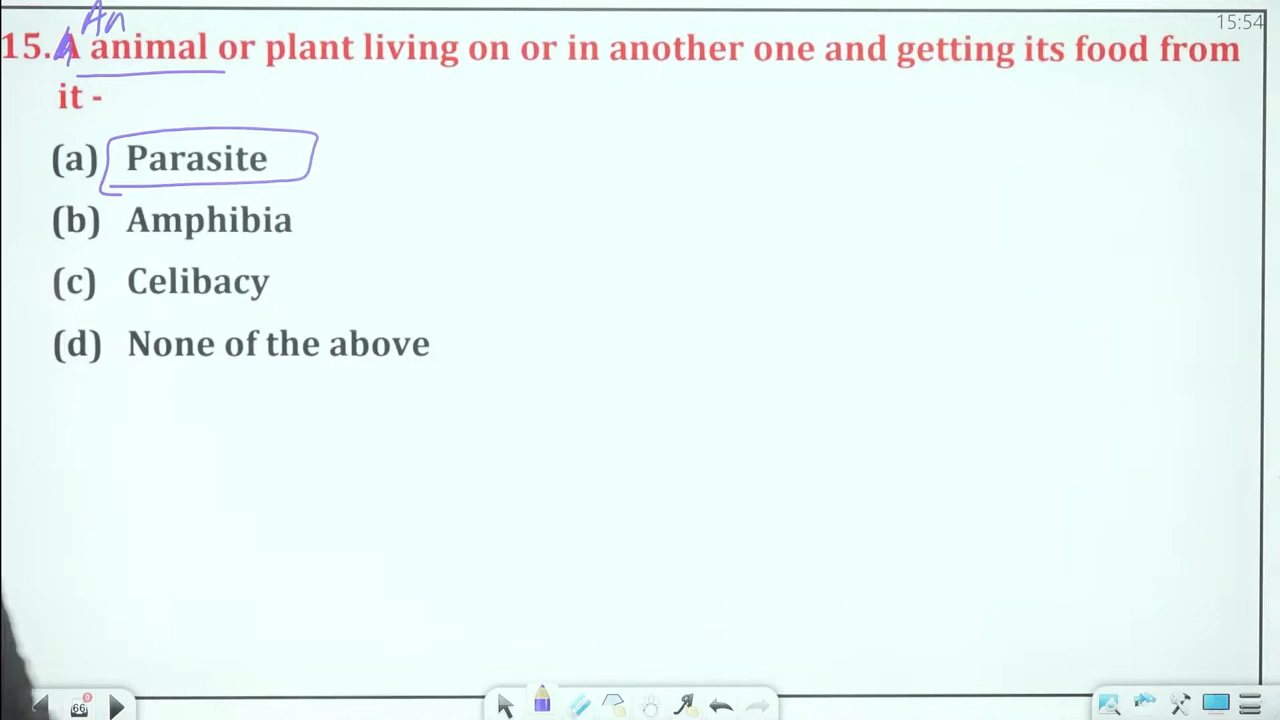 15:54
An
15. A animal or plant living on or in another one and getting its food from
it -
(a) Parasite
(b) Amphibia
(c) Celibacy
(d) None of the above
66
0